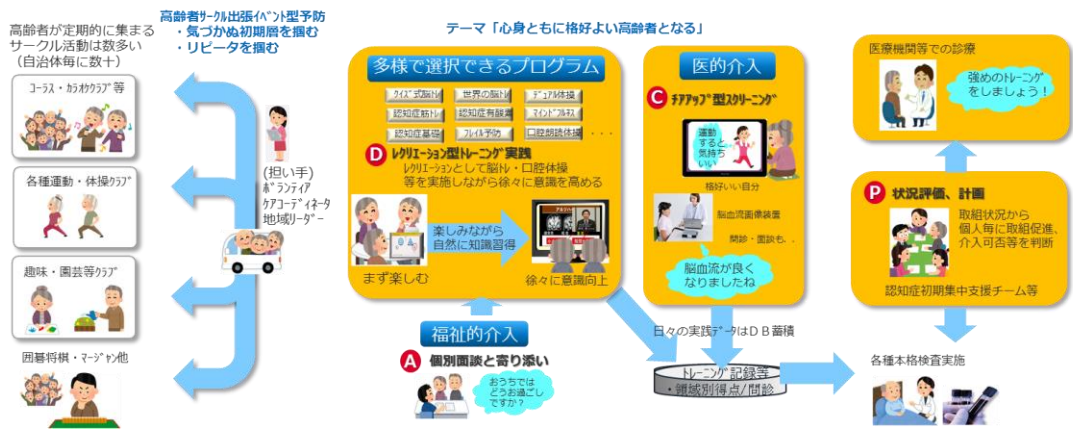 高齢者が定期的に集まる
サークル活動は数多い
（自治体毎に数十）
コーラス・カラオケクラブ等
各種運動・体操クラブ
趣味・園芸等クラブ
囲碁将棋・マージャン他
高齢者サークル出張イベント型予防
・気づかぬ初期層を掴む
・リピータを掴む
(担い手)
ボランティア
ケアコーディネータ
地域リーダー
テーマ「心身ともに格好よい高齢者となる」
多様で選択できるプログラム
クイズ式脳トレ
世界の脳トレ
デュアル体操
認知症筋トレ
認知症有酸素
マインドフルネス
認知症基礎
フレイル予防
口腔朗読体操
・・・
D レクリエーション型トレーニング実践
レクリエーションとして脳トレ・口腔体操
等を実施しながら徐々に意識を高める
楽しみながら
自然に知識習得
まず楽しむ
徐々に意識向上
福祉的介入
A 個別面談と寄り添い
おうちでは
どうお過ごし
ですか？
医的介入
C チアアップ型スクリーニング
運動
すると
気持ち
いい
格好いい自分
脳血流画像装置
問診・面談も. .
脳血流が良く
なりましたね
日々の実践データはＤＢ蓄積
トレーニング記録等
・領域別得点/問診
医療機関等での診療
強めのトレーニング
をしましょう！
P 状況評価、計画
取組状況から
個人毎に取組促進、
介入可否等を判断
認知症初期集中支援チーム等
各種本格検査実施